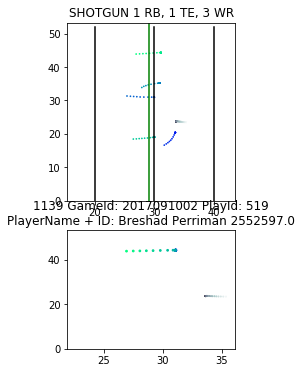 SHOTGUN 1 RB, 1 TE, 3 WR
50
40
30
20
10
0
20 30 40
1139 GameId: 2017091002 PlayId: 519
PlayerName + ID: Breshad Perriman 2552597.0
40
20
0
25 30 35